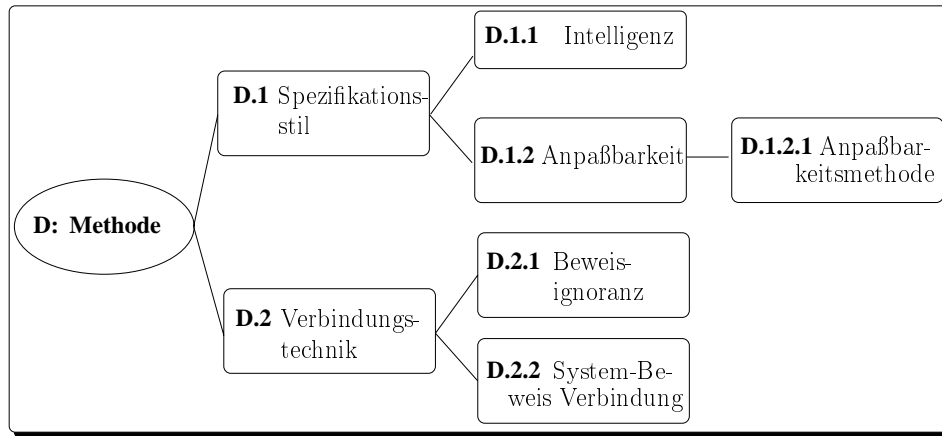 D: Methode
D.1 Spezifikations-
stil
D.1.1 Intelligenz
D.1.2 Anpaßbarkeit
D.1.2.1 Anpaßbar-
keitsmethode
D.2 Verbindungs-
technik
D.2.1 Beweis-
ignoranz
D.2.2 System-Be-
weis Verbindung